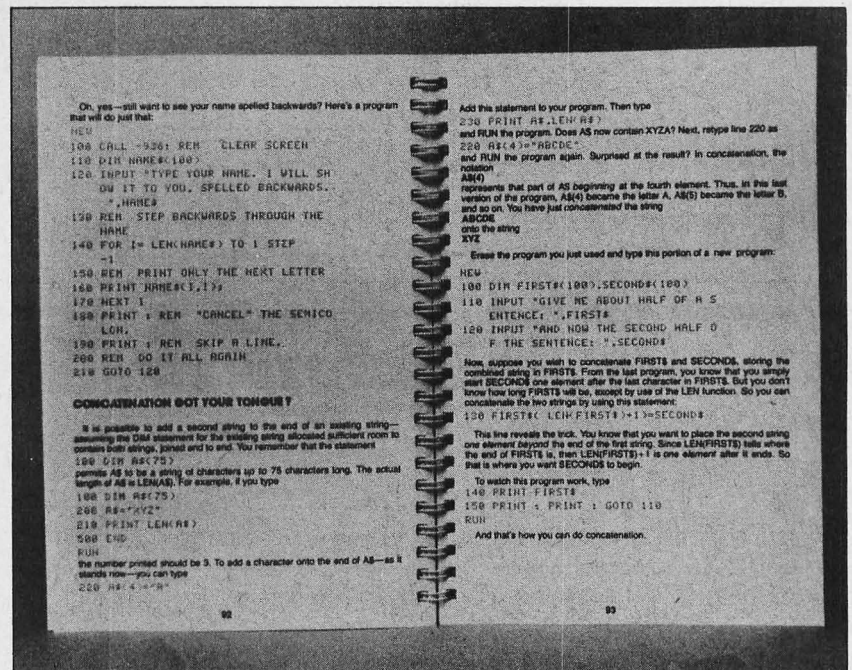 Oh, yes—still want to see your name spelled backwards? Here's a program
that will do just that:
NEW
100 CALL -936: REM   CLEAR SCREEN
110 DIM NAME$(100)
120 INPUT "TYPE YOUR NAME. I WILL SH
OW IT TO YOU, SPELLED BACKWARDS.
",NAME$
130 REM  STEP BACKWARDS THROUGH THE
NAME
140 FOR I= LEN(NAME$) TO 1 STEP
-1
150 REM  PRINT ONLY THE NEXT LETTER
160 PRINT NAME$(I,I);
170 NEXT I
180 PRINT : REM  "CANCEL" THE SEMICO
LON.
190 PRINT : REM  SKIP A LINE.
200 REM  DO IT ALL AGAIN
210 GOTO 120
CONCATENATION GOT YOUR TONGUE?
It is possible to add a second string to the end of an existing string—
assuming the DIM statement for the existing string allocated sufficient room to
contain both strings, joined end to end. You remember that the statement
100 DIM A$(75)
permits A$ to be a string of characters up to 75 characters long. The actual
length of A$ is LEN(A$). For example, if you type
100 DIM A$(75)
200 A$="XYZ"
210 PRINT LEN(A$)
500 END
RUN
the number printed should be 3. To add a character onto the end of A$—as it
stands now—you can type
220 A$(4)="A"
92
Add this statement to your program. Then type
230 PRINT A$,LEN(A$)
and RUN the program. Does A$ now contain XYZA? Next, retype line 220 as
220 A$(4)="ABCDE"
and RUN the program again. Surprised at the result? In concatenation, the
notation
A$(4)
represents that part of A$ beginning at the fourth element. Thus, in this last
version of the program, A$(4) became the letter A, A$(5) became the letter B,
and so on. You have just concatenated the string
ABCDE
onto the string
XYZ
Erase the program you just used and type this portion of a new program:
NEW
100 DIM FIRST$(100),SECOND$(100)
110 INPUT "GIVE ME ABOUT HALF OF A S
ENTENCE: ",FIRST$
120 INPUT "AND NOW THE SECOND HALF O
F THE SENTENCE: ",SECOND$
Now, suppose you wish to concatenate FIRST$ and SECOND$, storing the
combined string in FIRST$. From the last program, you know that you simply
start SECOND$ one element after the last character in FIRST$. But you don't
know how long FIRST$ will be, except by use of the LEN function. So you can
concatenate the two strings by using this statement:
130 FIRST$( LEN(FIRST$)+1)=SECOND$
This line reveals the trick. You know that you want to place the second string
one element beyond the end of the first string. Since LEN(FIRST$) tells where
the end of FIRST$ is, then LEN(FIRST$)+1 is one element after it ends. So
that is where you want SECOND$ to begin.
To watch this program work, type
140 PRINT FIRST$
150 PRINT : PRINT : GOTO 110
RUN
And that's how you can do concatenation.
93